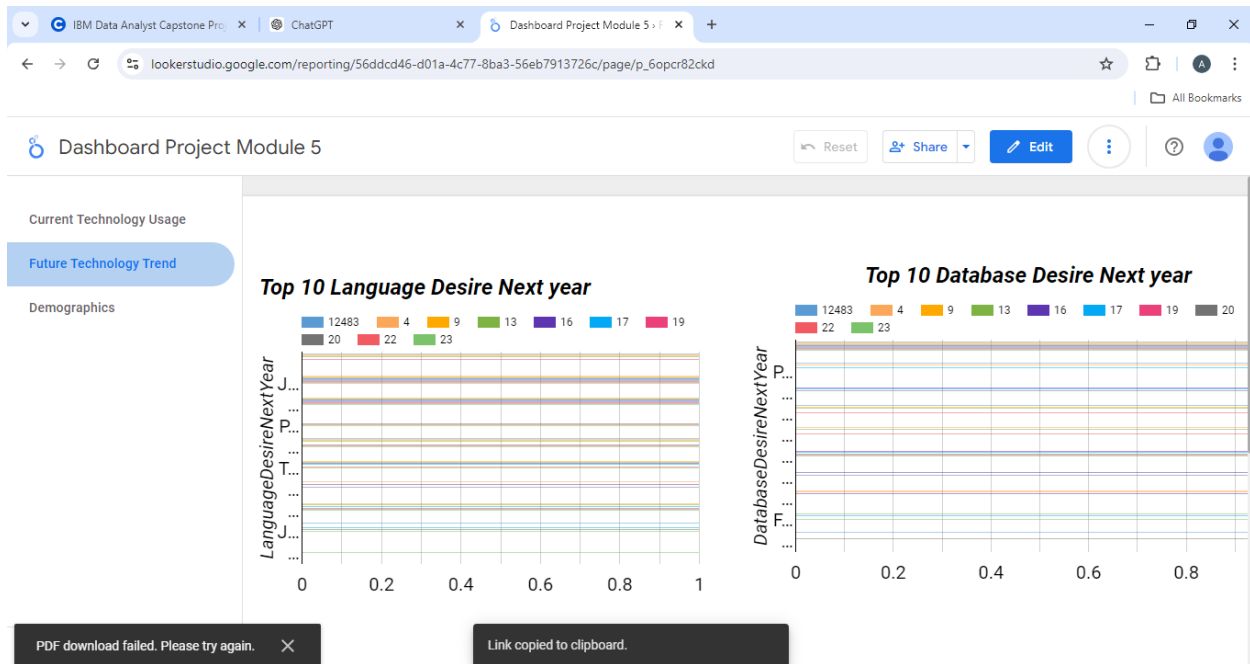 IBM Data Analyst Capstone Proj
ChatGPT
Dashboard Project Module 5 › F
lookerstudio.google.com/reporting/56ddcd46-d01a-4c77-8ba3-56eb7913726c/page/p_6opcr82ckd
A
All Bookmarks
Dashboard Project Module 5
Reset
Share
Edit
Current Technology Usage
Future Technology Trend
Demographics
Top 10 Language Desire Next year
12483 4 9 13 16 17 19
20 22 23
LanguageDesireNextYear
J...
...
P...
...
T...
...
...
J...
...
0 0.2 0.4 0.6 0.8 1
Top 10 Database Desire Next year
12483 4 9 13 16 17 19 20
22 23
DatabaseDesireNextYear
P...
...
...
...
...
...
...
F...
...
0 0.2 0.4 0.6 0.8
PDF download failed. Please try again.
Link copied to clipboard.